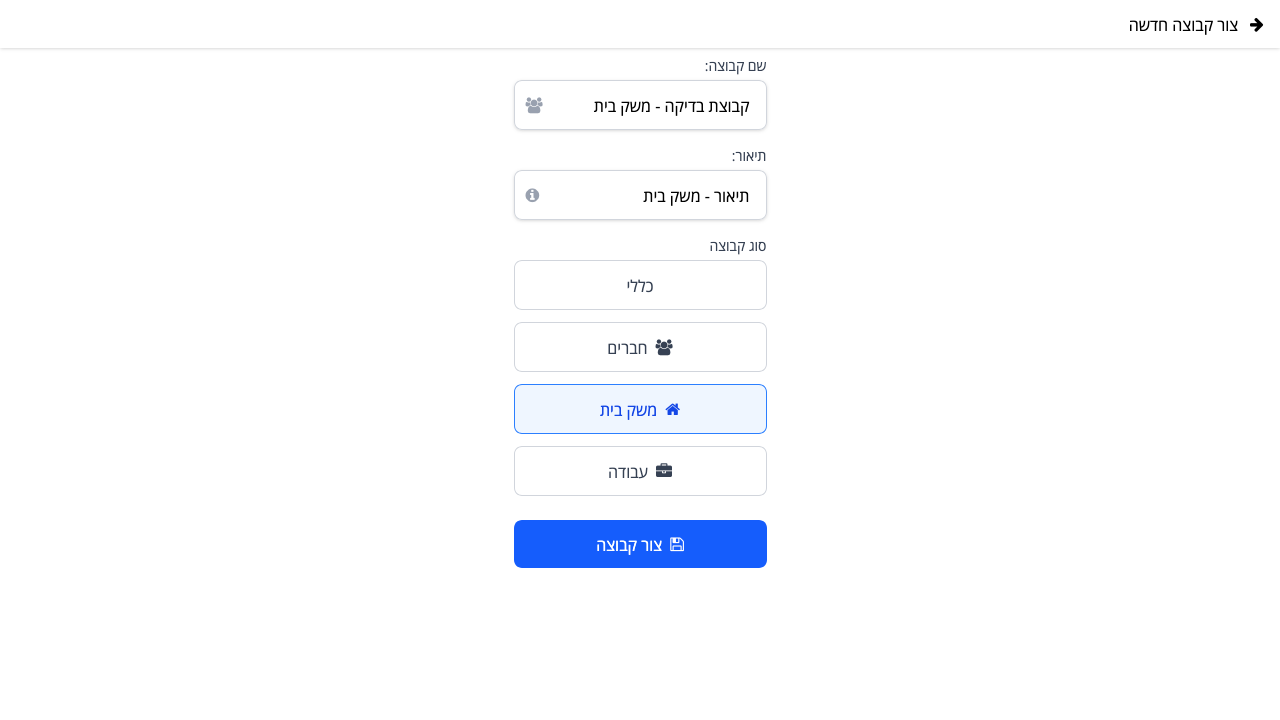 צור קבוצה חדשה
שם קבוצה:
קבוצת בדיקה - משק בית
תיאור:
תיאור - משק בית
סוג קבוצה
כללי
חברים
משק בית
עבודה
צור קבוצה